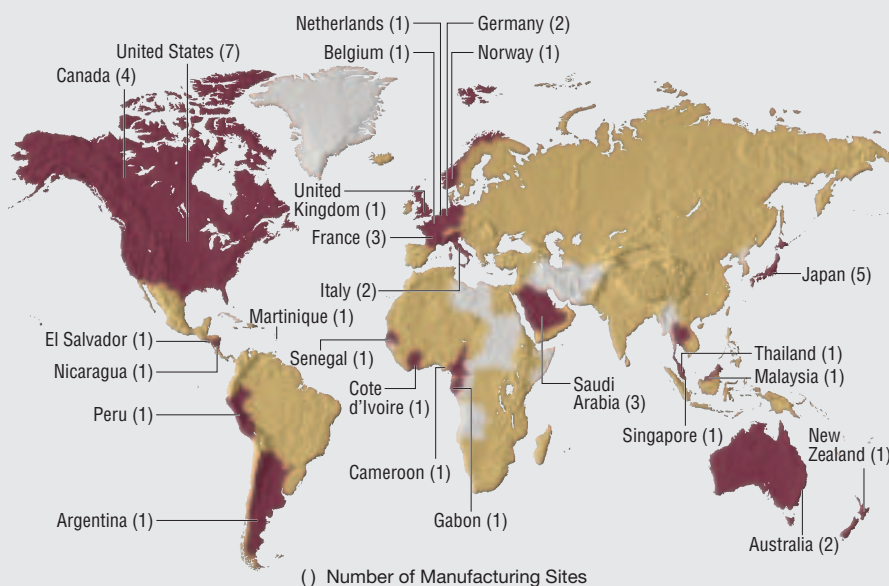 Netherlands (1)
Germany (2)
United States (7)
Belgium (1)
Norway (1)
Canada (4)
United
Kingdom (1)
France (3)
Japan (5)
Italy (2)
Martinique (1)
El Salvador (1)
Senegal (1)
Thailand (1)
Nicaragua (1)
Cote
d’Ivoire (1)
Saudi
Arabia (3)
Malaysia (1)
Peru (1)
Singapore (1)
New
Zealand (1)
Cameroon (1)
Argentina (1)
Gabon (1)
Australia (2)
( ) Number of Manufacturing Sites